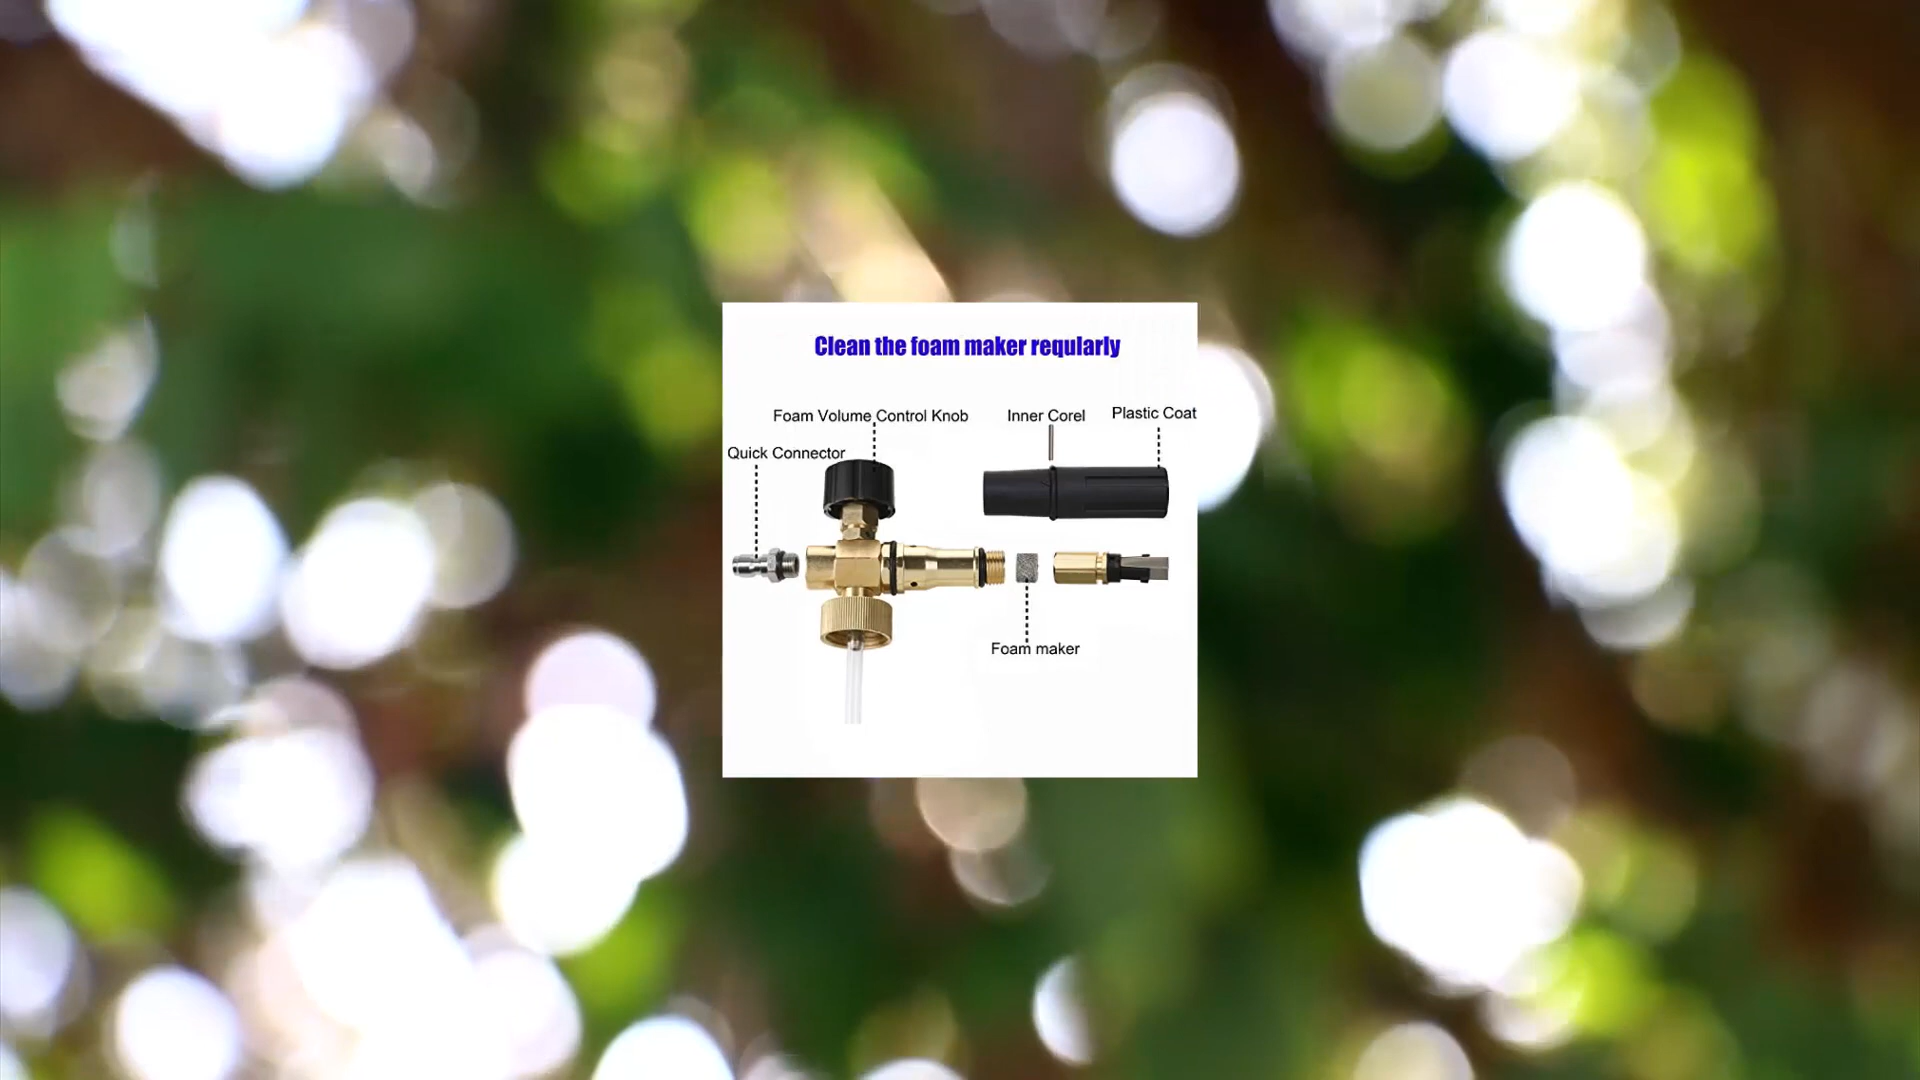 Clean the foam maker reqularly
Foam Volume Control Knob
Inner Corel
Plastic Coat
Quick Connector
Foam maker